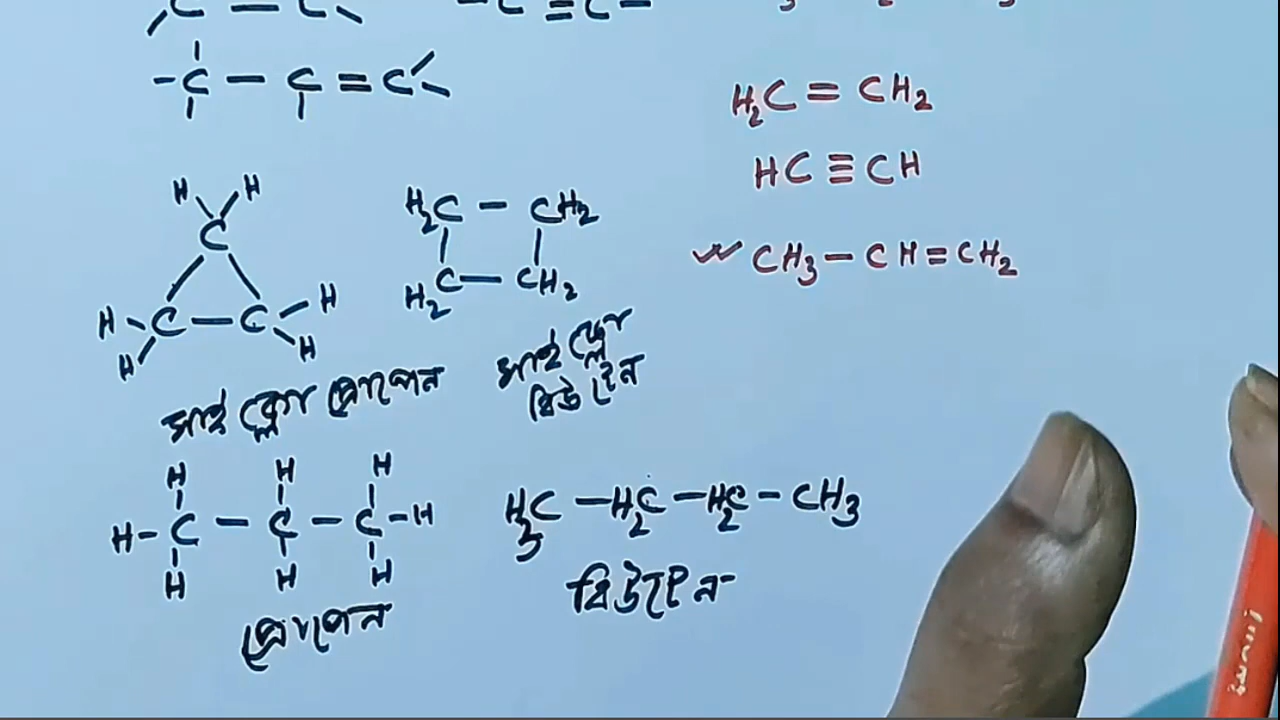 - C - C = C
H₂C = CH₂
HC ≡ CH
CH₃ - CH = CH₂
H H
C
H - C - C - H
H H
H₂C - CH₂
H₂C - CH₂
সাইক্লো প্রোপেন
সাইক্লো
বিউটেন
H H H
H - C - C - C - H
H H H
প্রোপেন
H₃C - H₂C - H₂C - CH₃
বিউটেন